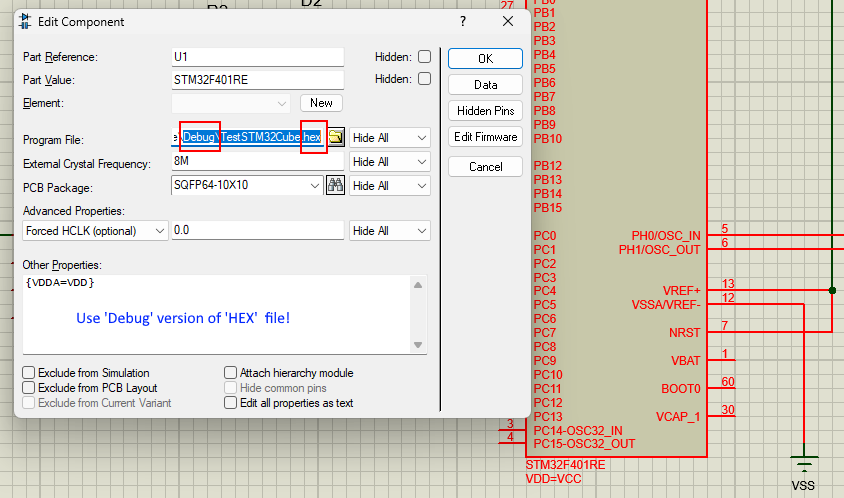 27
D2
PB1
PB2
PB3
PB4
PB5
PB6
PB7
PB8
PB9
PB10
PB12
PB13
PB14
PB15
PC0
PC1
PC2
PC3
PC4
PC5
PC6
PC7
PC8
PC9
PC10
PC11
PC12
PC13
PC14-OSC32_IN
PC15-OSC32_OUT
3
4
PH0/OSC_IN
PH1/OSC_OUT
VREF+
VSSA/VREF-
NRST
VBAT
BOOT0
VCAP_1
5
6
13
12
7
1
60
30
STM32F401RE
VDD=VCC
VSS
Edit Component
?
Part Reference:
U1
Hidden:
Part Value:
STM32F401RE
Hidden:
Element:
New
Program File:
e\Debug\TestSTM32Cube.hex
Hide All
External Crystal Frequency:
8M
Hide All
PCB Package:
SQFP64-10X10
Hide All
Advanced Properties:
Forced HCLK (optional)
0.0
Hide All
Other Properties:
{VDDA=VDD}
Use 'Debug' version of 'HEX' file!
Exclude from Simulation
Exclude from PCB Layout
Exclude from Current Variant
Attach hierarchy module
Hide common pins
Edit all properties as text
OK
Data
Hidden Pins
Edit Firmware
Cancel